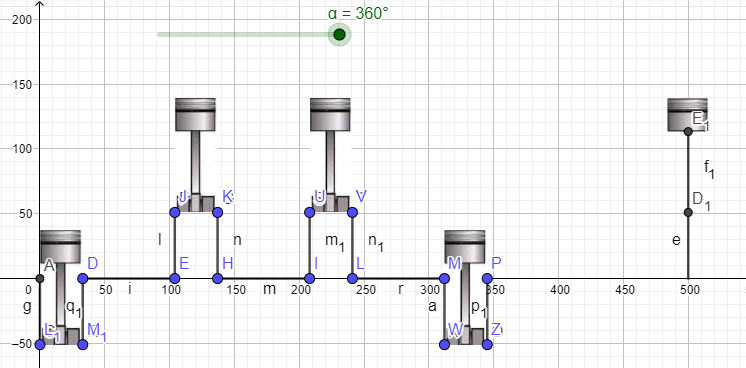 α = 360°
200
150
100
50
0
−50
50
100
150
200
250
300
350
400
450
500
A
D
E
H
I
L
M
P
J
K
U
V
E₁
D₁
f₁
e
l
n
m₁
n₁
i
m
r
a
p₁
g
q₁
L₁
M₁
W
Z